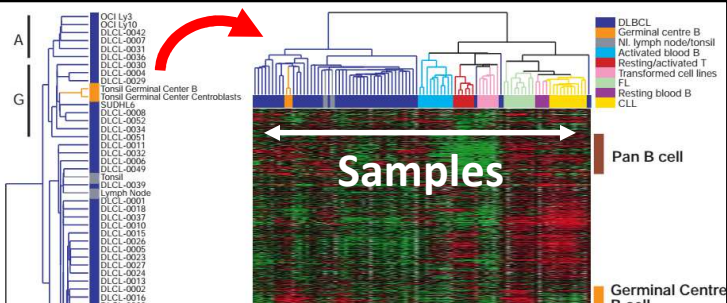 A
G
OCI Ly3
OCI Ly10
DLCL-0042
DLCL-0007
DLCL-0031
DLCL-0036
DLCL-0030
DLCL-0004
DLCL-0029
Tonsil Germinal Center B
Tonsil Germinal Center Centroblasts
SUDHL6
DLCL-0008
DLCL-0052
DLCL-0034
DLCL-0051
DLCL-0011
DLCL-0032
DLCL-0006
DLCL-0049
Tonsil
DLCL-0039
Lymph Node
DLCL-0001
DLCL-0018
DLCL-0037
DLCL-0010
DLCL-0015
DLCL-0026
DLCL-0005
DLCL-0023
DLCL-0027
DLCL-0024
DLCL-0013
DLCL-0002
DLCL-0016
Samples
DLBCL
Germinal centre B
Nl. lymph node/tonsil
Activated blood B
Resting/activated T
Transformed cell lines
FL
Resting blood B
CLL
Pan B cell
Germinal Centre
B cell